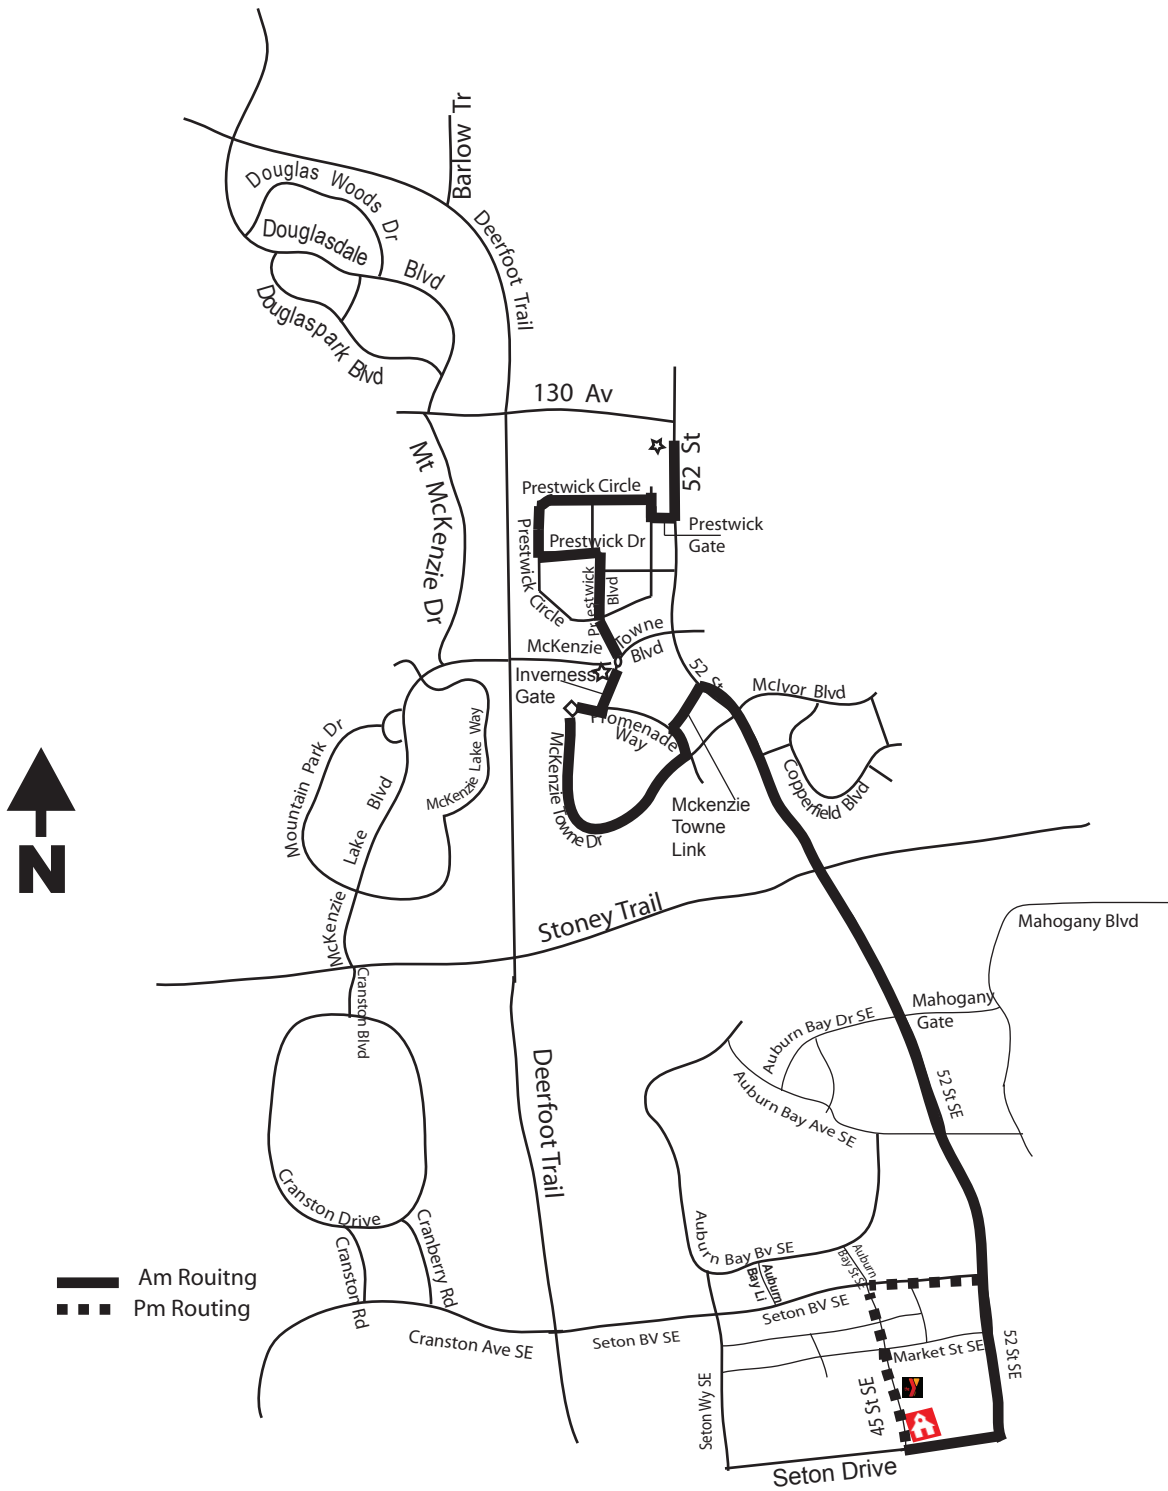 Barlow Tr
Douglas Woods Dr
Deerfoot Trail
Douglasdale Blvd
Douglaspark Blvd
130 Av
52 St
Mt McKenzie Dr
Prestwick Circle
Prestwick
Gate
Prestwick Circle
Prestwick Dr
Prestwick
Blvd
McKenzie Towne
Blvd
Inverness
Gate
52 St
McIvor Blvd
Promenade
Way
McKenzie Towne Dr
Copperfield Blvd
Mckenzie
Towne
Link
Mountain Park Dr
McKenzie Lake Way
McKenzie Lake Blvd
N
Stoney Trail
Mahogany Blvd
Cranston Blvd
Mahogany
Gate
Auburn Bay Dr SE
Auburn Bay Ave SE
52 St SE
Deerfoot Trail
Cranston Drive
Cranston Rd
Cranberry Rd
Auburn Bay Bv SE
Auburn
Bay St SE
Auburn
Bay Li
Am Rouitng
Pm Routing
Seton BV SE
Cranston Ave SE
Seton BV SE
Market St SE
52 St SE
45 St SE
Seton Wy SE
Seton Drive